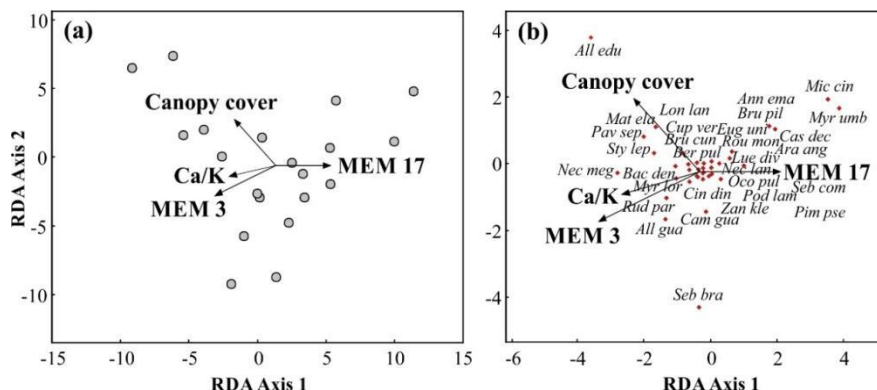 (a)
10
5
0
-5
-10
RDA Axis 2
Canopy cover
Ca/K
MEM 3
MEM 17
-15 -10 -5 0 5 10 15
RDA Axis 1
(b)
4
2
0
-2
-4
All edu
Canopy cover
Lon lan
Mat ela
Pav sep
Cup ver
Bru cun
Sty lep
Ber pul
Ann ema
Bru pil
Eug uni
Mic cin
Myr umb
Cas dec
Rou mon
Ara ang
Lue div
Nec meg
Bac den
Nec lan
MEM 17
Ca/K
Myr lor
Cin din
Oco pul
Seb com
Pod lam
Rud par
MEM 3
Zan kle
Pim pse
All gua
Cam gua
Seb bra
-6 -4 -2 0 2 4 6
RDA Axis 1